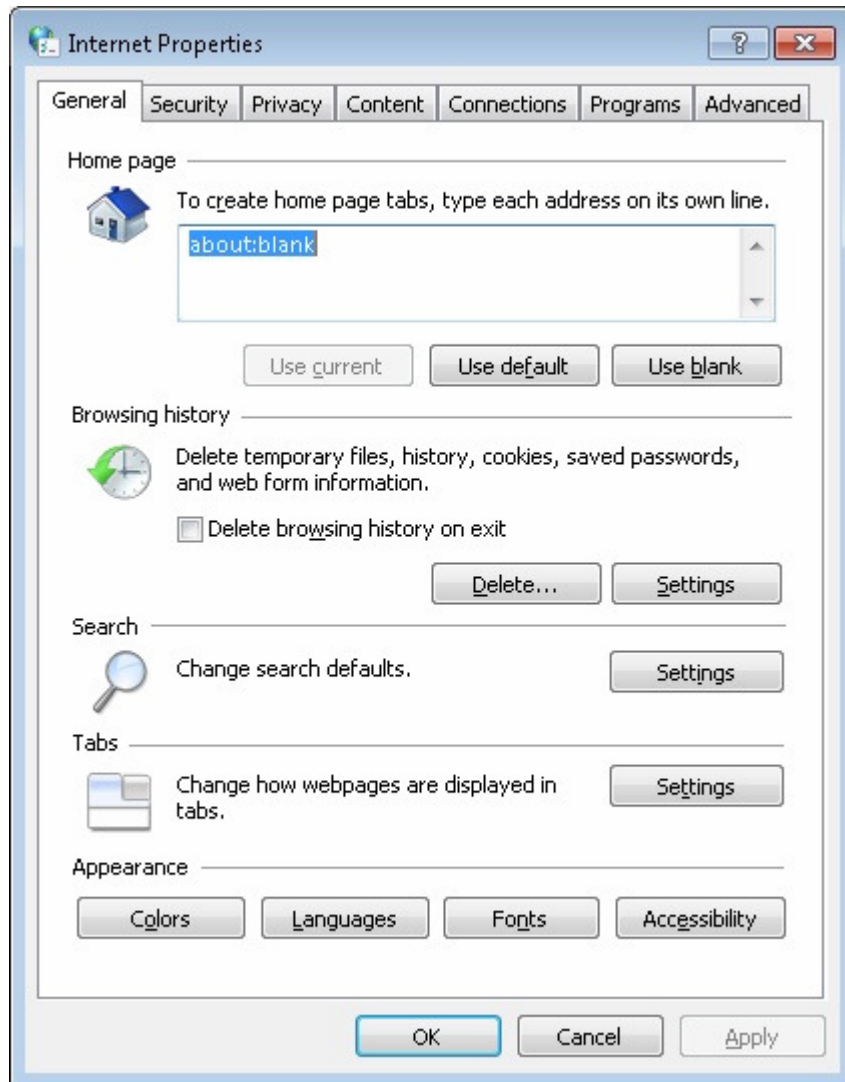 Internet Properties
General Security Privacy Content Connections Programs Advanced
Home page
To create home page tabs, type each address on its own line.
about:blank
Use current Use default Use blank
Browsing history
Delete temporary files, history, cookies, saved passwords,
and web form information.
Delete browsing history on exit
Delete... Settings
Search
Change search defaults. Settings
Tabs
Change how webpages are displayed in Settings
tabs.
Appearance
Colors Languages Fonts Accessibility
OK Cancel Apply